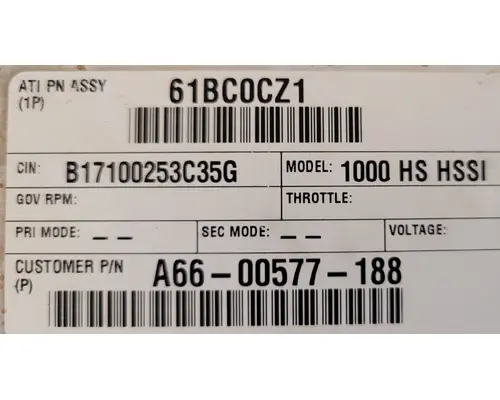 ATI PN ASSY 61BC0CZ1
(1P)
CIN: B17100253C35G MODEL: 1000 HS HSSI
GOV RPM: THROTTLE:
PRI MODE: _ _ SEC MODE: _ _ VOLTAGE:
CUSTOMER P/N A66-00577-188
(P)